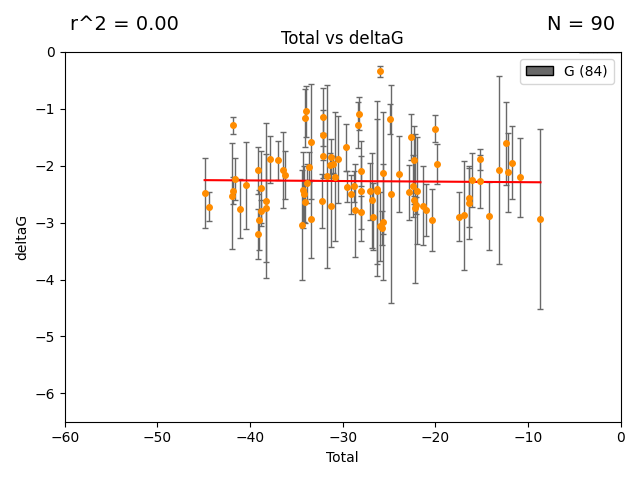 r^2 = 0.00
N = 90
Total vs deltaG
G (84)
0
−1
−2
−3
−4
−5
−6
deltaG
−60
−50
−40
−30
−20
−10
0
Total